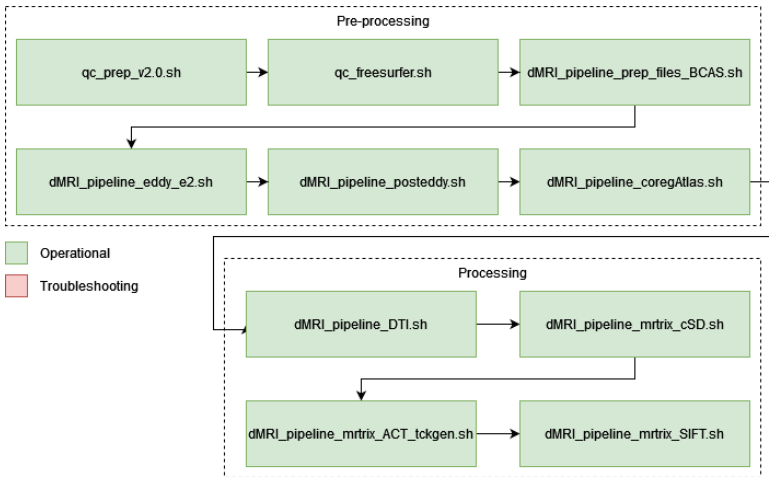 Pre-processing
qc_prep_v2.0.sh
qc_freesurfer.sh
dMRI_pipeline_prep_files_BCAS.sh
dMRI_pipeline_eddy_e2.sh
dMRI_pipeline_posteddy.sh
dMRI_pipeline_coregAtlas.sh
Operational
Troubleshooting
Processing
dMRI_pipeline_DTI.sh
dMRI_pipeline_mrtrix_cSD.sh
dMRI_pipeline_mrtrix_ACT_tckgen.sh
dMRI_pipeline_mrtrix_SIFT.sh